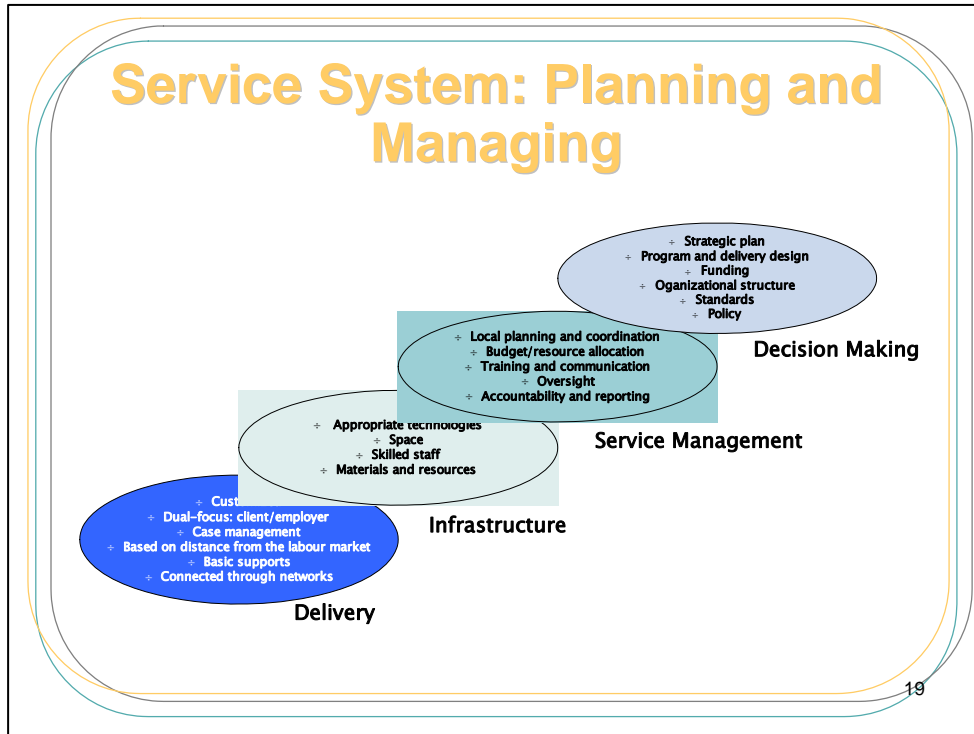 Service System: Planning and
Managing
÷ Strategic plan
÷ Program and delivery design
÷ Funding
÷ Oganizational structure
÷ Standards
÷ Policy
Decision Making
÷ Local planning and coordination
÷ Budget/resource allocation
÷ Training and communication
÷ Oversight
÷ Accountability and reporting
Service Management
÷ Appropriate technologies
÷ Space
÷ Skilled staff
÷ Materials and resources
Infrastructure
÷ Cust
÷ Dual-focus: client/employer
÷ Case management
÷ Based on distance from the labour market
÷ Basic supports
÷ Connected through networks
Delivery
19